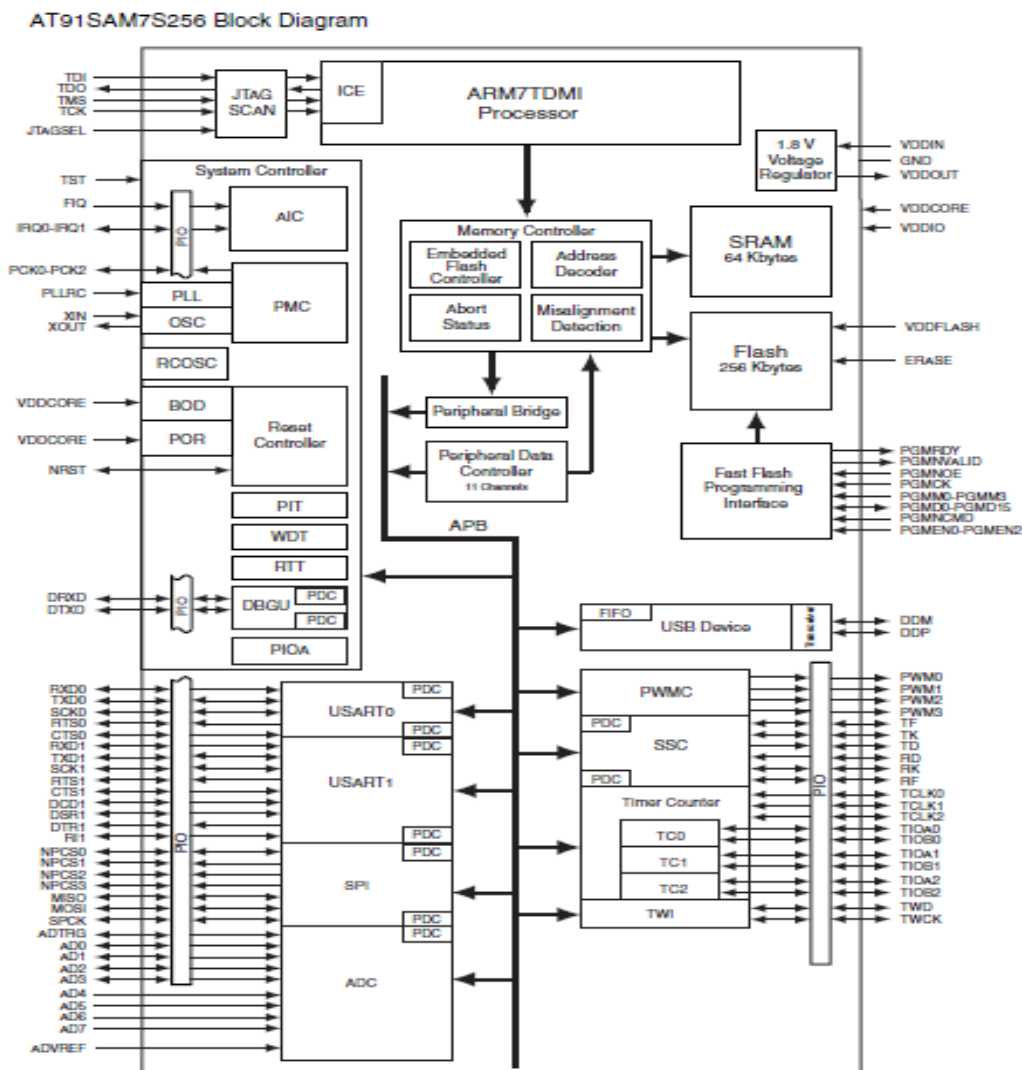 AT91SAM7S256 Block Diagram
TDI
TDO
TMS
TCK
JTAGSEL
JTAG
SCAN
ICE
ARM7TDMI
Processor
1.8 V
Voltage
Regulator
VDDIN
GND
VDDOUT
VDDCORE
VDDIO
System Controller
TST
FIQ
IRQ0-IRQ1
PIO
AIC
PCK0-PCK2
PLLRC
XIN
XOUT
PLL
OSC
PMC
RCOSC
VDDCORE
VDDCORE
NRST
BOD
POR
Reset
Controller
PIT
WDT
RTT
DRXD
DTXD
PIO
DBGU
PDC
PDC
PIOA
Memory Controller
Embedded
Flash
Controller
Address
Decoder
Abort
Status
Misalignment
Detection
SRAM
64 Kbytes
Flash
256 Kbytes
VDDFLASH
ERASE
Peripheral Bridge
Peripheral Data
Controller
11 Channels
APB
Fast Flash
Programming
Interface
PGMRDY
PGMNVALID
PGMNOE
PGMCK
PGMM0-PGMM3
PGMD0-PGMD15
PGMNCMD
PGMEN0-PGMEN2
FIFO
USB Device
Transceiver
DDM
DDP
RXD0
TXD0
SCK0
RTS0
CTS0
RXD1
TXD1
SCK1
RTS1
CTS1
DCD1
DSR1
DTR1
RI1
NPCS0
NPCS1
NPCS2
NPCS3
MISO
MOSI
SPCK
ADTRG
AD0
AD1
AD2
AD3
AD4
AD5
AD6
AD7
ADVREF
PIO
PDC
USART0
PDC
PDC
USART1
PDC
PDC
SPI
PDC
PDC
ADC
PWMC
PDC
SSC
PDC
Timer Counter
TC0
TC1
TC2
TWI
PIO
PWM0
PWM1
PWM2
PWM3
TF
TK
TD
RD
RK
RF
TCLK0
TCLK1
TCLK2
TIOA0
TIOB0
TIOA1
TIOB1
TIOA2
TIOB2
TWD
TWCK